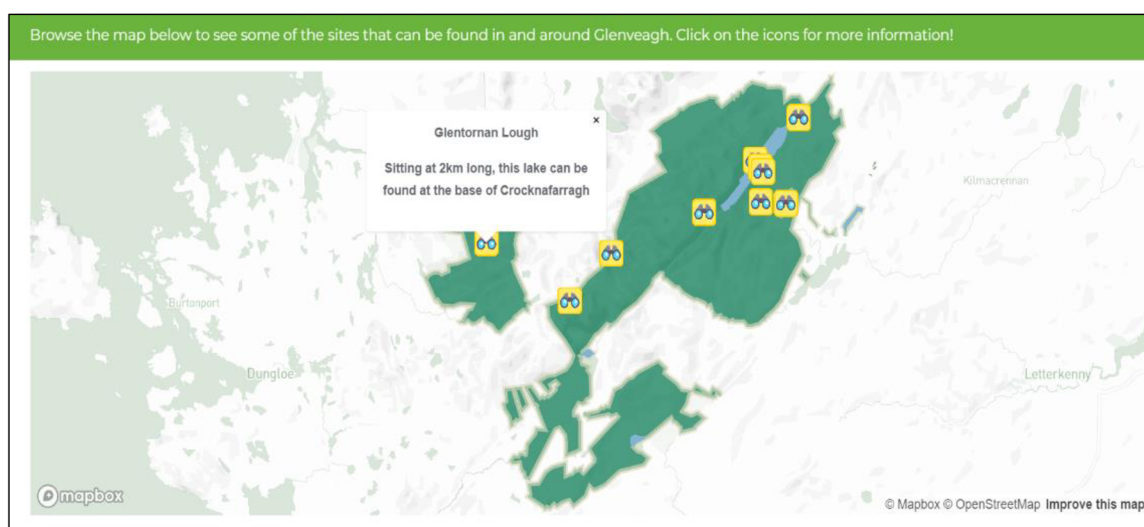 Browse the map below to see some of the sites that can be found in and around Glenveagh. Click on the icons for more information!
Glentornan Lough
×
Sitting at 2km long, this lake can be
found at the base of Crocknafarragh
Kilmacrennan
Burtonport
Dungloe
Letterkenny
mapbox
© Mapbox © OpenStreetMap Improve this map